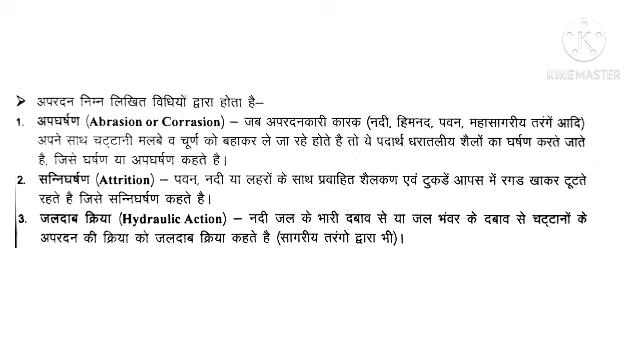 KINEMASTER
➤ अपरदन निम्न लिखित विधियों द्वारा होता है–
1. अपघर्षण (Abrasion or Corrasion) – जब अपरदनकारी कारक (नदी, हिमनद, पवन, महासागरीय तरंगें आदि)
अपने साथ चट्टानी मलबे व चूर्ण को बहाकर ले जा रहे होते है तो ये पदार्थ धरातलीय शैलों का घर्षण करते जाते
है, जिसे घर्षण या अपघर्षण कहते है।
2. सन्निघर्षण (Attrition) – पवन, नदी या लहरों के साथ प्रवाहित शैलकण एवं टुकडें आपस में रगड खाकर टूटते
रहते है जिसे सन्निघर्षण कहते है।
3. जलदाब क्रिया (Hydraulic Action) – नदी जल के भारी दबाव से या जल भंवर के दबाव से चट्टानों के
अपरदन की क्रिया को जलदाब क्रिया कहते है (सागरीय तरंगो द्वारा भी)।